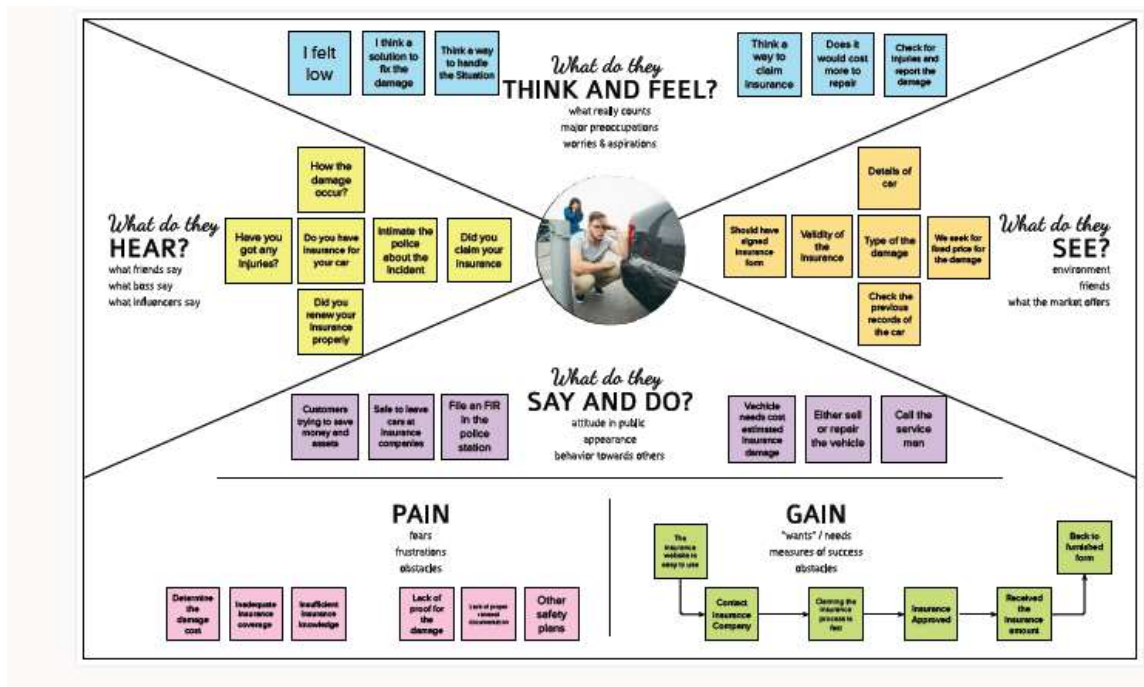 I felt
low
I think a
solution to
fix the
damage
Think a way
to handle
the Situation
What do they
THINK AND FEEL?
what really counts
major preoccupations
worries & aspirations
Think a
way to
claim
insurance
Does it
would cost
more to
repair
Check for
injuries and
report the
damage
What do they
HEAR?
what friends say
what boss say
what influencers say
How the
damage
occur?
Have you
got any
injuries?
Do you have
insurance for
your car
Intimate the
police
about the
incident
Did you
claim your
insurance
Did you
renew your
insurance
properly
Details of
car
Should have
signed
insurance
form
Validity of
the
insurance
Type of the
damage
We seek for
fixed price for
the damage
Check the
previous
records of
the car
What do they
SEE?
environment
friends
what the market offers
What do they
SAY AND DO?
attitude in public
appearance
behavior towards others
Customers
trying to save
money and
assets
Safe to leave
cars at
insurance
companies
File an FIR
in the
police
station
Vechicle
needs cost
estimated
insurance
damage
Either sell
or repair
the vehicle
Call the
service
man
PAIN
fears
frustrations
obstacles
Determine
the
damage
cost
Inadequate
insurance
coverage
Insufficient
insurance
knowledge
Lack of
proof for
the
damage
Lack of proper
renewal
documentation
Other
safety
plans
GAIN
"wants" / needs
measures of success
obstacles
The
insurance
website is
easy to use
Contact
Insurance
Company
Claiming the
insurance
process is
fast
Insurance
Approved
Received
the
insurance
amount
Back to
furnished
form